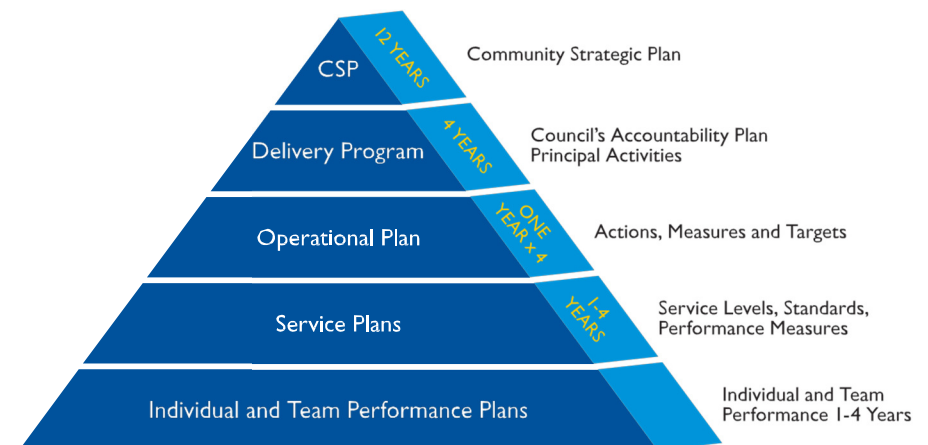 CSP
12 YEARS
Community Strategic Plan
Delivery Program
4 YEARS
Council's Accountability Plan
Principal Activities
Operational Plan
ONE
YEAR x 4
Actions, Measures and Targets
Service Plans
1-4
YEARS
Service Levels, Standards,
Performance Measures
Individual and Team Performance Plans
Individual and Team
Performance 1-4 Years